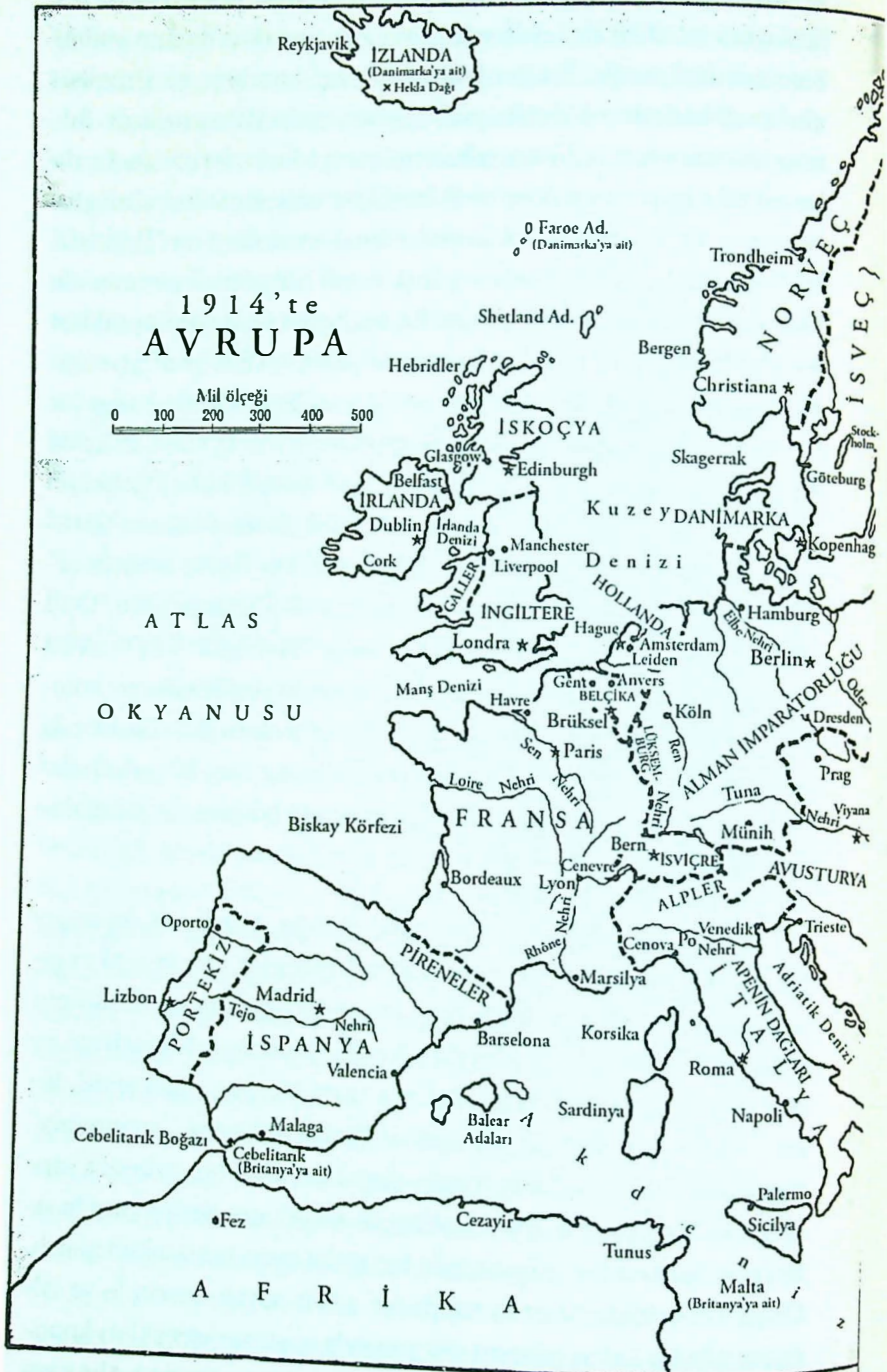 Reykjavik
İZLANDA
(Danimarka'ya ait)
× Hekla Dağı
Faroe Ad.
(Danimarka'ya ait)
1914'te
AVRUPA
Mil ölçeği
0 100 200 300 400 500
Shetland Ad.
Hebridler
Trondheim
NORVEÇ
İSVEÇ
Bergen
Christiana
Stock-
holm
İSKOÇYA
Glasgow
Edinburgh
Skagerrak
Göteburg
Belfast
İRLANDA
Dublin
İrlanda
Denizi
Cork
Kuzey
Denizi
DANİMARKA
Kopenhag
Manchester
Liverpool
GALLER
İNGİLTERE
Londra
HOLLANDA
Hague
Amsterdam
Leiden
Hamburg
Elbe Nehri
Berlin
Oder
ATLAS
OKYANUSU
Manş Denizi
Gent
Anvers
BELÇİKA
Brüksel
Havre
Köln
LÜKSEM-
BURG
Ren
Nehri
ALMAN İMPARATORLUĞU
Dresden
Prag
Sen
Nehri
Paris
Loire Nehri
FRANSA
Tuna
Nehri
Viyana
Münih
Bern
İSVİÇRE
Cenevre
AVUSTURYA
ALPLER
Biskay Körfezi
Bordeaux
Lyon
Rhône
Nehri
Venedik
Trieste
Cenova
Po
Nehri
Oporto
PORTEKİZ
PİRENELER
Marsilya
APENİN DAĞLARI
İTALYA
Adriatik Denizi
Lizbon
Madrid
Tejo
Nehri
İSPANYA
Barselona
Korsika
Roma
Valencia
Balear
Adaları
Sardinya
Napoli
Malaga
Cebelitarık Boğazı
Cebelitarık
(Britanya'ya ait)
A k d e n i z
Palermo
Sicilya
Fez
Cezayir
Tunus
Malta
(Britanya'ya ait)
AFRİKA